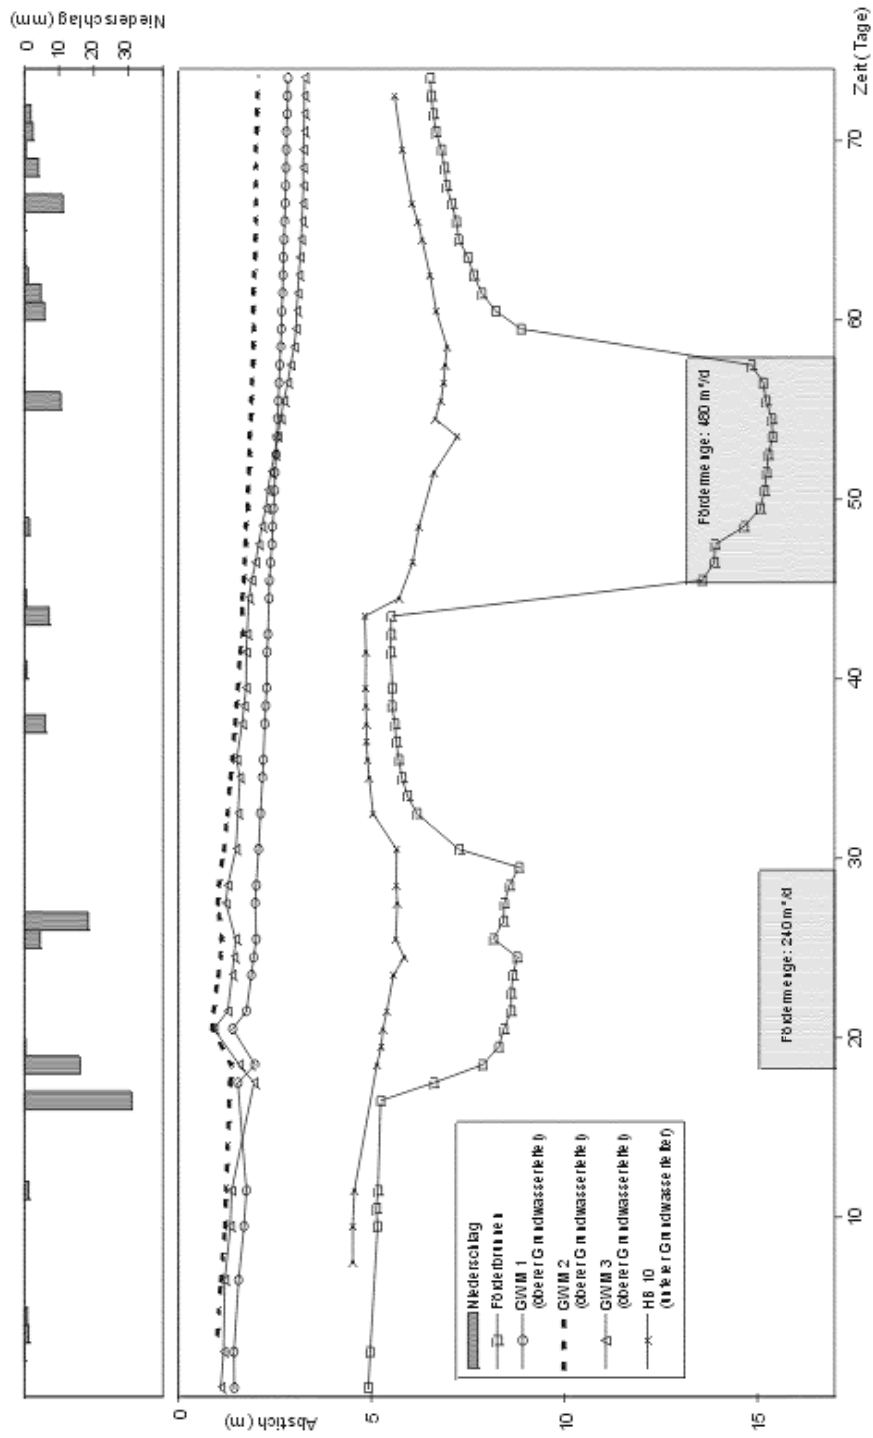 Niederschlag (mm)
0
10
20
30
Abstich (m)
0
5
10
15
Zeit (Tage)
10
20
30
40
50
60
70
Fördermenge: 240 m³/d
Fördermenge: 480 m³/d
Niederschlag
Förderbrunnen
GWM 1
(oberer Grundwasserleiter)
GWM 2
(oberer Grundwasserleiter)
GWM 3
(oberer Grundwasserleiter)
HB 10
(unterer Grundwasserleiter)